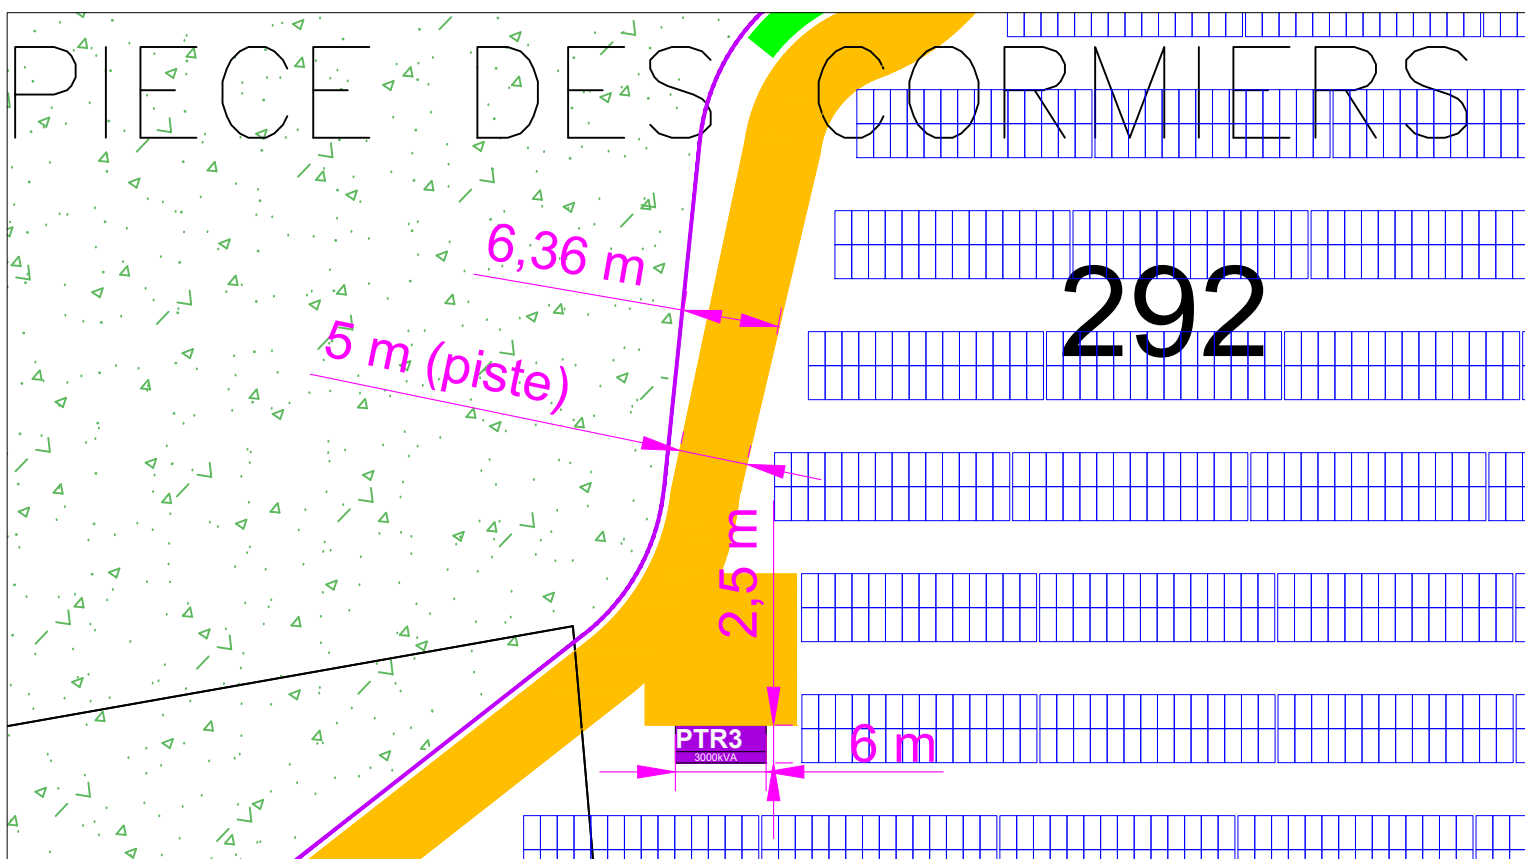 PIECE DES CORMIERS
6,36 m
292
5 m (piste)
2,5 m
PTR3
3000kVA
6 m